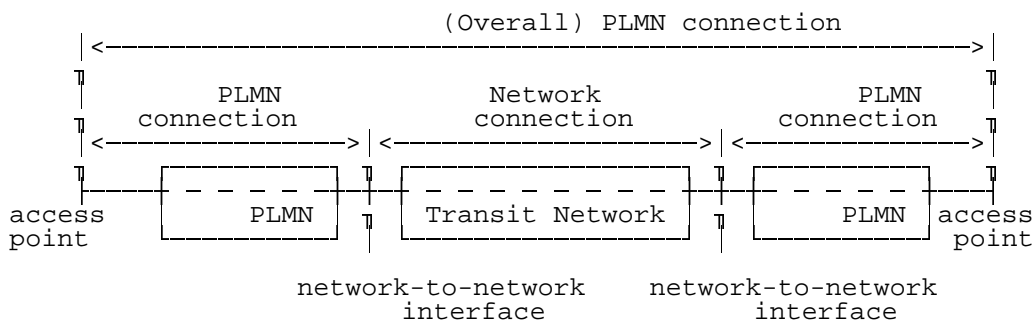 (Overall) PLMN connection
PLMN Network PLMN
connection connection connection
access PLMN Transit Network PLMN access
point point
network-to-network network-to-network
interface interface